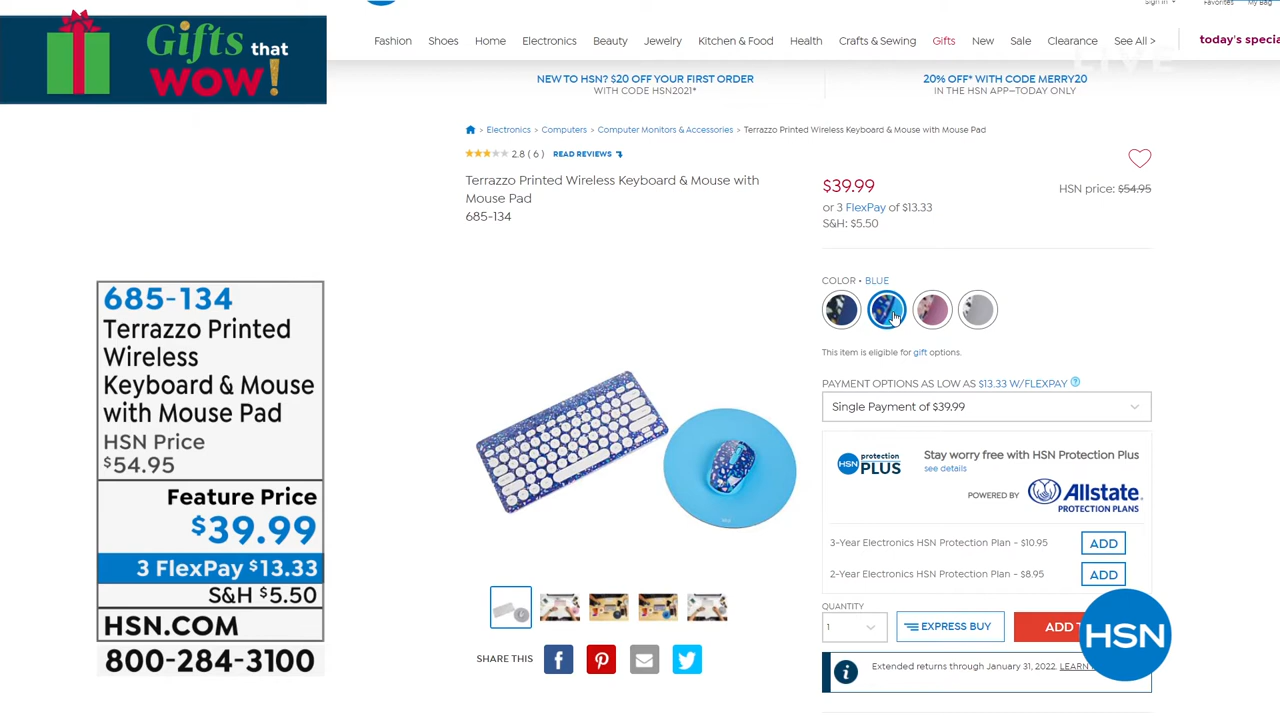 Gifts that
WOW!
Sign In
Favorites
My Bag
Fashion Shoes Home Electronics Beauty Jewelry Kitchen & Food Health Crafts & Sewing Gifts New Sale Clearance See All >
today's specia
LIVE
NEW TO HSN? $20 OFF YOUR FIRST ORDER
WITH CODE HSN2021*
20% OFF* WITH CODE MERRY20
IN THE HSN APP—TODAY ONLY
> Electronics > Computers > Computer Monitors & Accessories > Terrazzo Printed Wireless Keyboard & Mouse with Mouse Pad
2.8 ( 6 ) READ REVIEWS
Terrazzo Printed Wireless Keyboard & Mouse with
Mouse Pad
685-134
$39.99
HSN price: $54.95
or 3 FlexPay of $13.33
S&H: $5.50
COLOR • BLUE
This item is eligible for gift options.
PAYMENT OPTIONS AS LOW AS $13.33 W/FLEXPAY ?
Single Payment of $39.99
HSN protection PLUS
Stay worry free with HSN Protection Plus
see details
POWERED BY Allstate.
PROTECTION PLANS
3-Year Electronics HSN Protection Plan - $10.95 ADD
2-Year Electronics HSN Protection Plan - $8.95 ADD
QUANTITY
1
EXPRESS BUY
ADD T
HSN
Extended returns through January 31, 2022. LEARN
SHARE THIS
685-134
Terrazzo Printed
Wireless
Keyboard & Mouse
with Mouse Pad
HSN Price
$54.95
Feature Price
$39.99
3 FlexPay $13.33
S&H $5.50
HSN.COM
800-284-3100